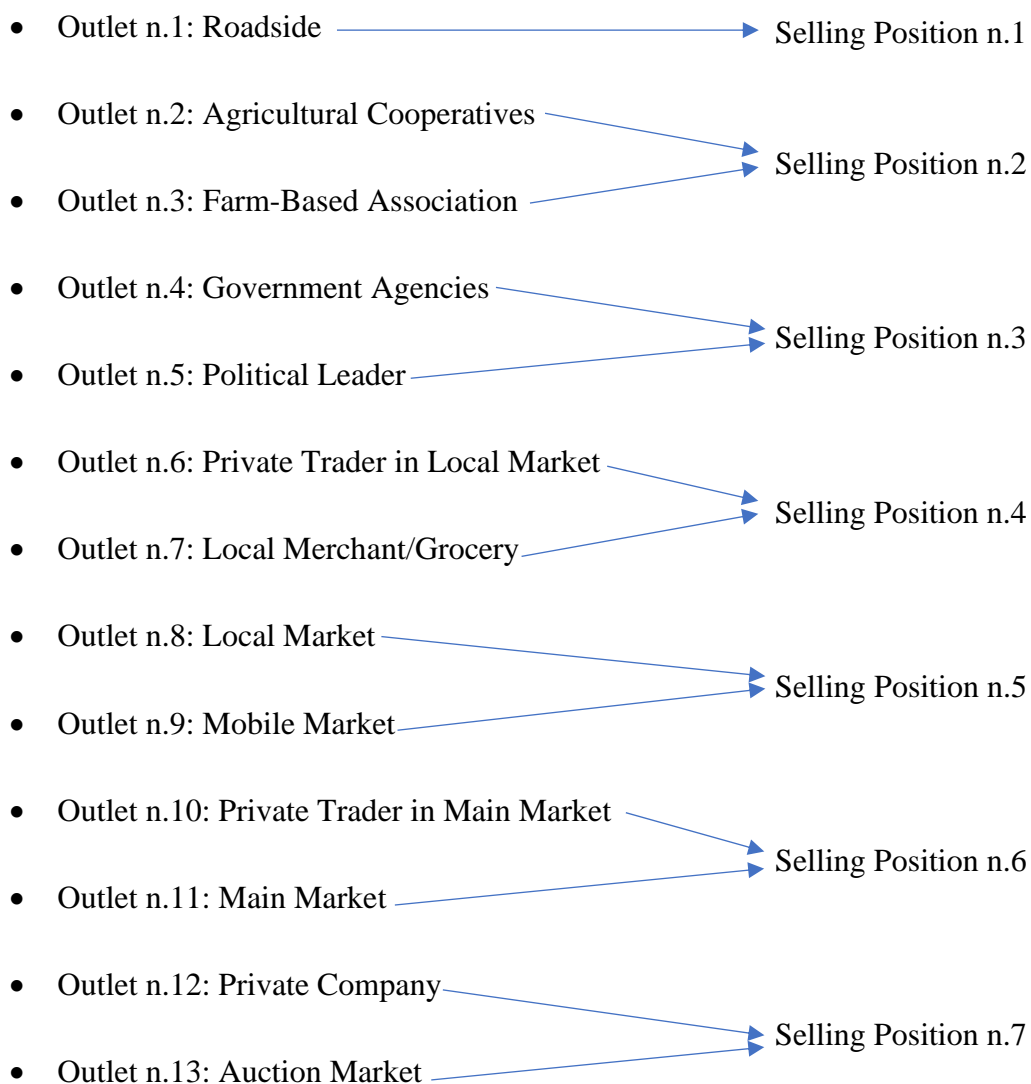 • Outlet n.1: Roadside Selling Position n.1
• Outlet n.2: Agricultural Cooperatives
Selling Position n.2
• Outlet n.3: Farm-Based Association
• Outlet n.4: Government Agencies
Selling Position n.3
• Outlet n.5: Political Leader
• Outlet n.6: Private Trader in Local Market
Selling Position n.4
• Outlet n.7: Local Merchant/Grocery
• Outlet n.8: Local Market
Selling Position n.5
• Outlet n.9: Mobile Market
• Outlet n.10: Private Trader in Main Market
Selling Position n.6
• Outlet n.11: Main Market
• Outlet n.12: Private Company
Selling Position n.7
• Outlet n.13: Auction Market